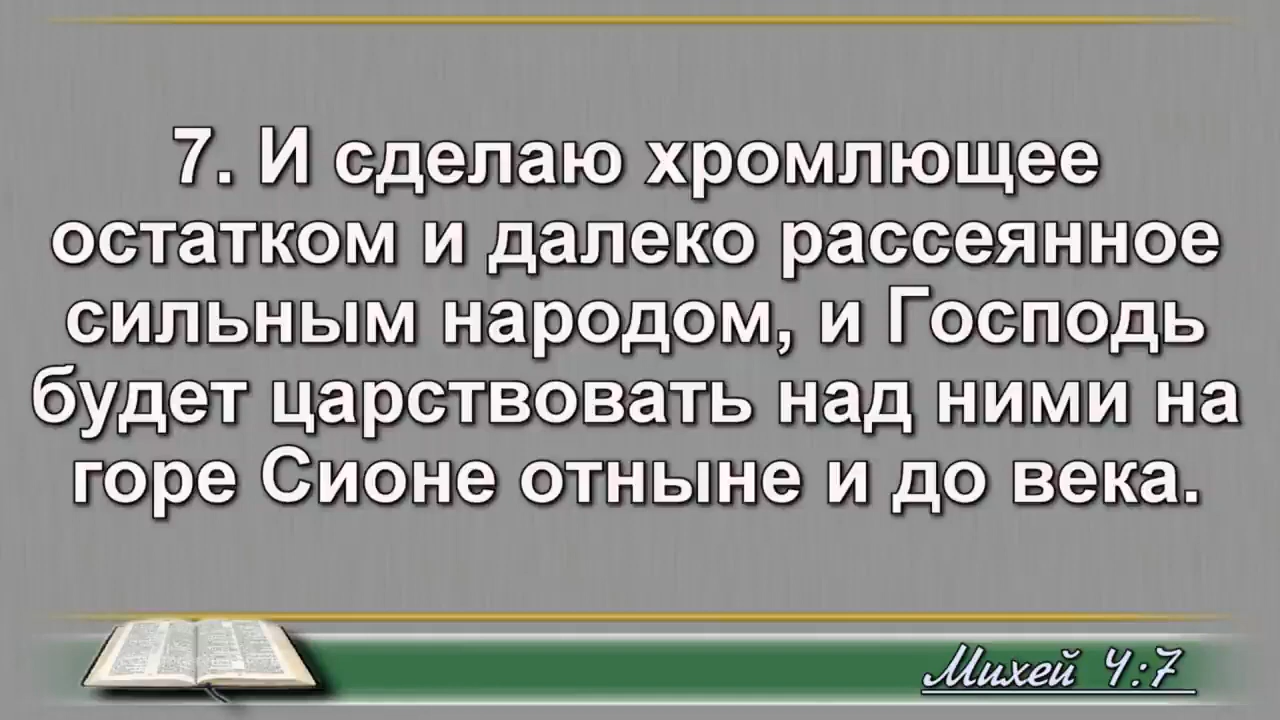 7. И сделаю хромлющее
остатком и далеко рассеянное
сильным народом, и Господь
будет царствовать над ними на
горе Сионе отныне и до века.
Михей 4:7